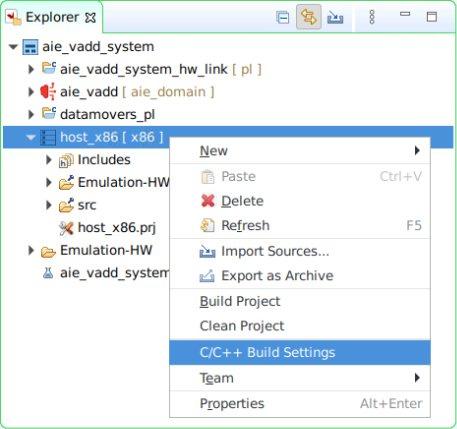 Explorer
aie_vadd_system
aie_vadd_system_hw_link [ pl ]
aie_vadd [ aie_domain ]
datamovers_pl
host_x86 [ x86 ]
Includes
Emulation-HW
src
host_x86.prj
Emulation-HW
aie_vadd_system
New
Paste Ctrl+V
Delete
Refresh F5
Import Sources...
Export as Archive
Build Project
Clean Project
C/C++ Build Settings
Team
Properties Alt+Enter